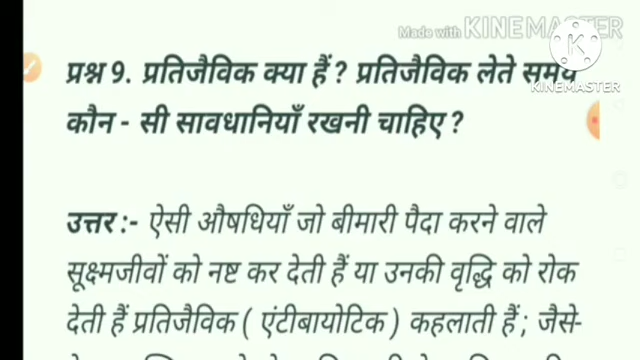 Made with KINEMASTER
KINEMASTER
प्रश्न 9. प्रतिजैविक क्या हैं ? प्रतिजैविक लेते समय
कौन - सी सावधानियाँ रखनी चाहिए ?
उत्तर :- ऐसी औषधियाँ जो बीमारी पैदा करने वाले
सूक्ष्मजीवों को नष्ट कर देती हैं या उनकी वृद्धि को रोक
देती हैं प्रतिजैविक ( एंटीबायोटिक ) कहलाती हैं ; जैसे-